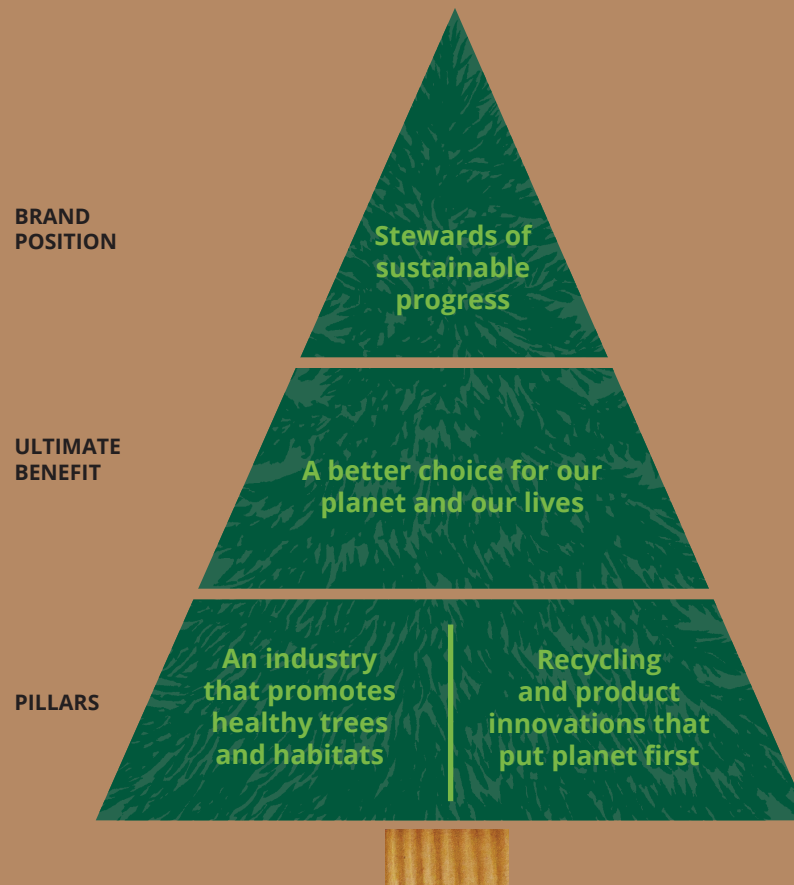 BRAND
POSITION
Stewards of
sustainable
progress
ULTIMATE
BENEFIT
A better choice for our
planet and our lives
PILLARS
An industry
that promotes
healthy trees
and habitats
Recycling
and product
innovations that
put planet first